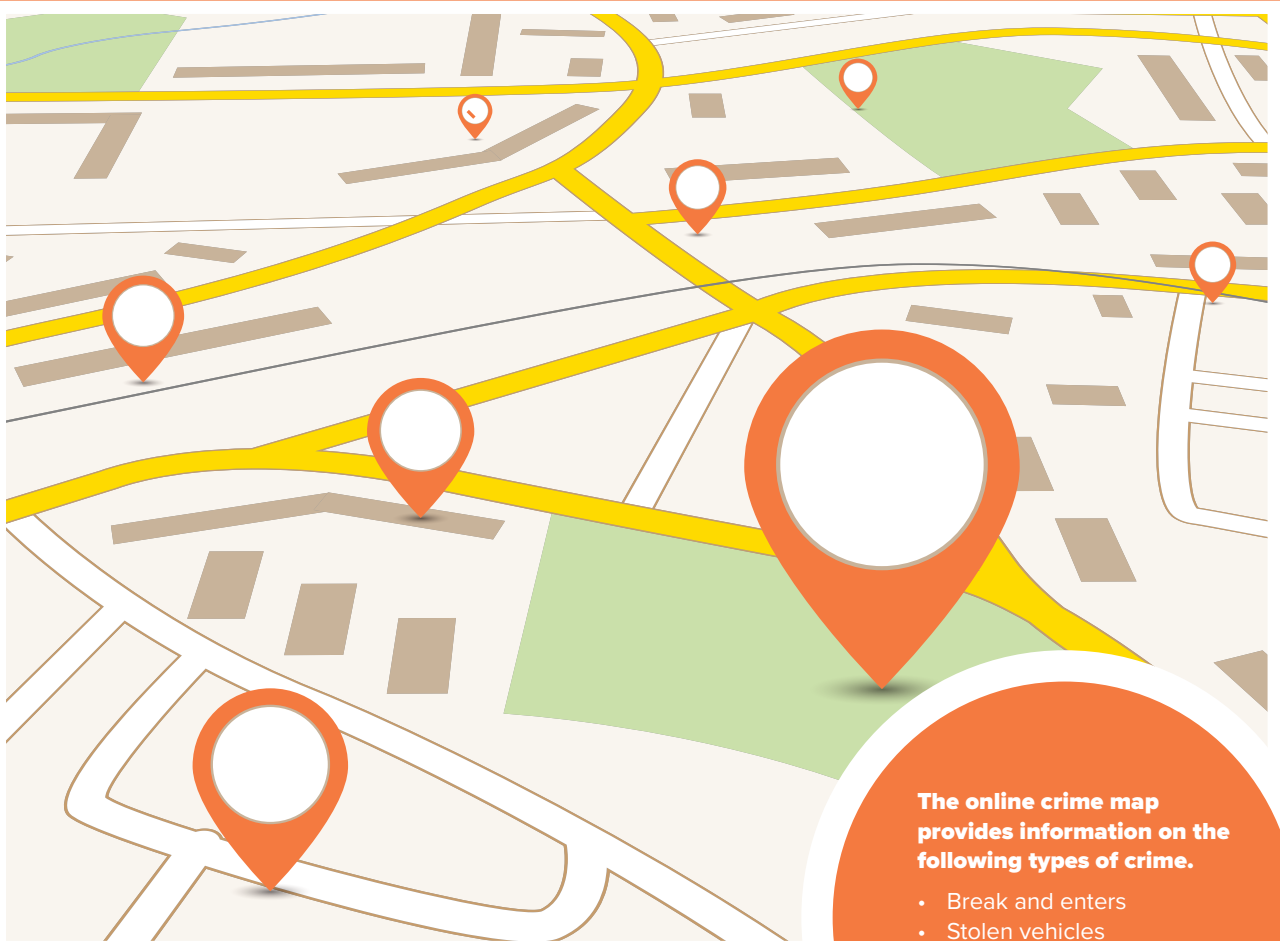 The online crime map
provides information on the
following types of crime.
• Break and enters
• Stolen vehicles